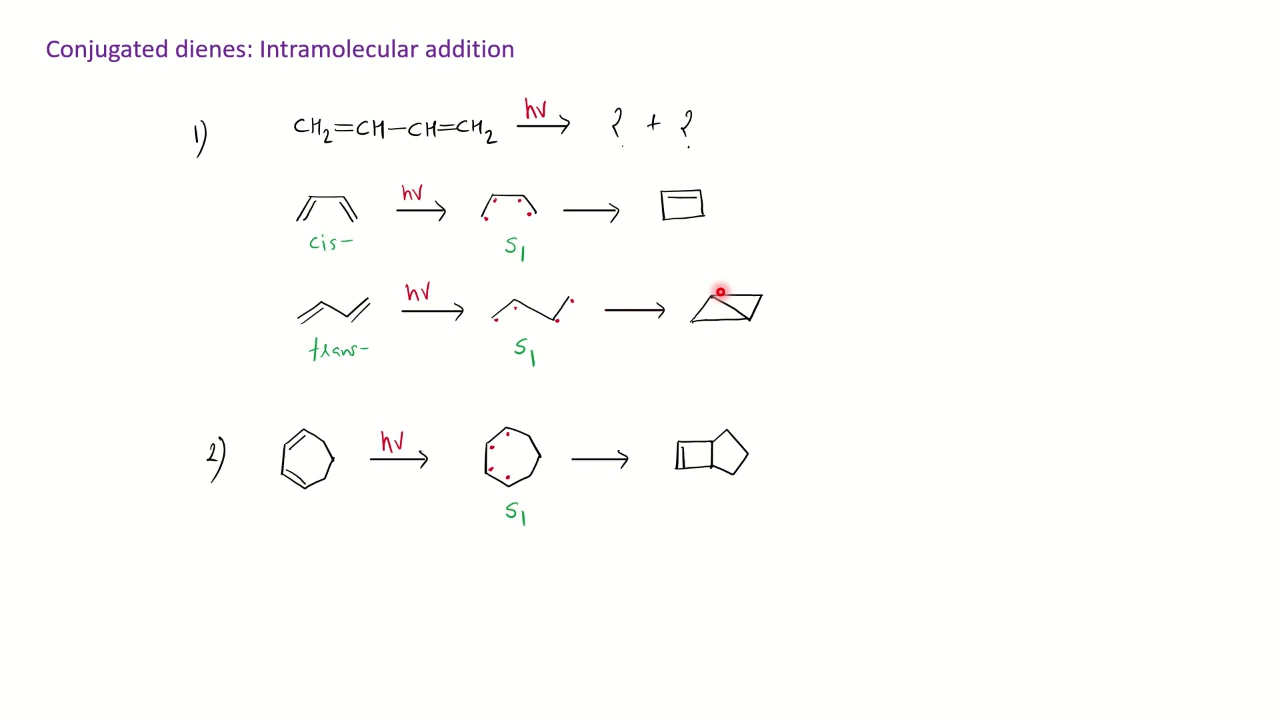 Conjugated dienes: Intramolecular addition
1) CH₂=CH–CH=CH₂ hν ? + ?
hν
cis- S₁
hν
trans- S₁
2) hν
S₁